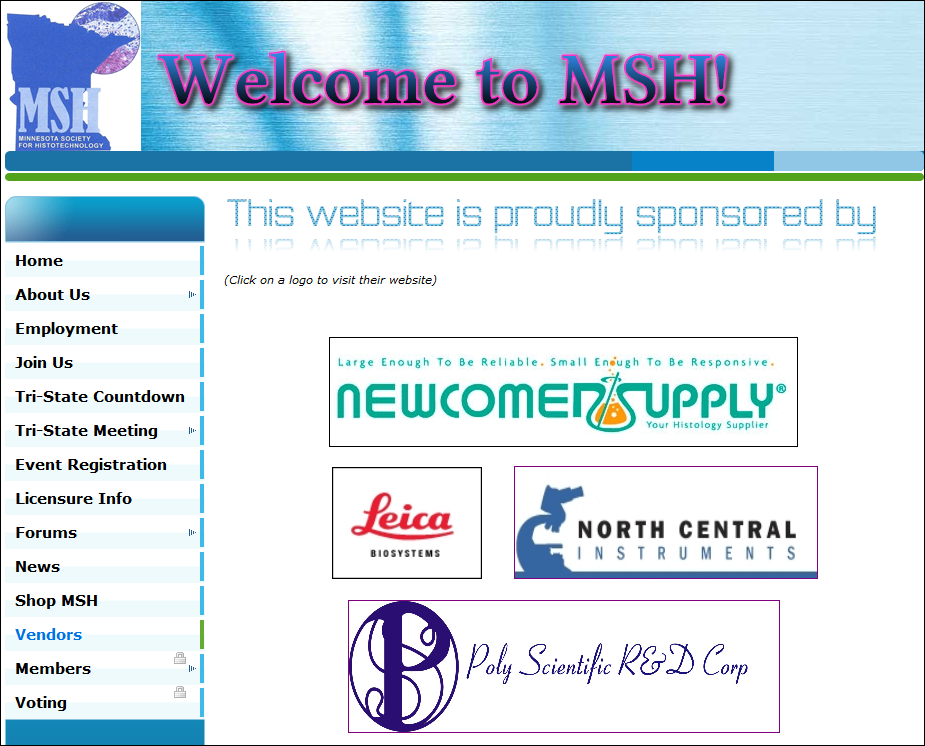 MSH
MINNESOTA SOCIETY
FOR HISTOTECHNOLOGY
Welcome to MSH!
This website is proudly sponsored by
(Click on a logo to visit their website)
Home
About Us
Employment
Join Us
Tri-State Countdown
Tri-State Meeting
Event Registration
Licensure Info
Forums
News
Shop MSH
Vendors
Members
Voting
Large Enough To Be Reliable. Small Enough To Be Responsive.
NEWCOMER SUPPLY®
Your Histology Supplier
Leica
BIOSYSTEMS
NORTH CENTRAL
INSTRUMENTS
Poly Scientific R&D Corp